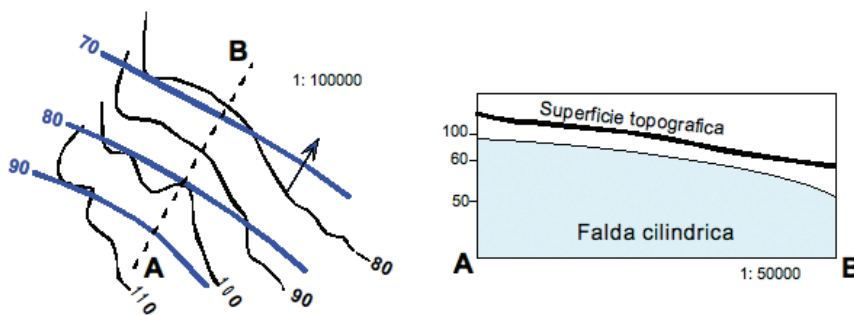 70
B
1: 100000
80
90
A
110
100
90
80
Superficie topografica
100
60
50
Falda cilindrica
A
B
1: 50000